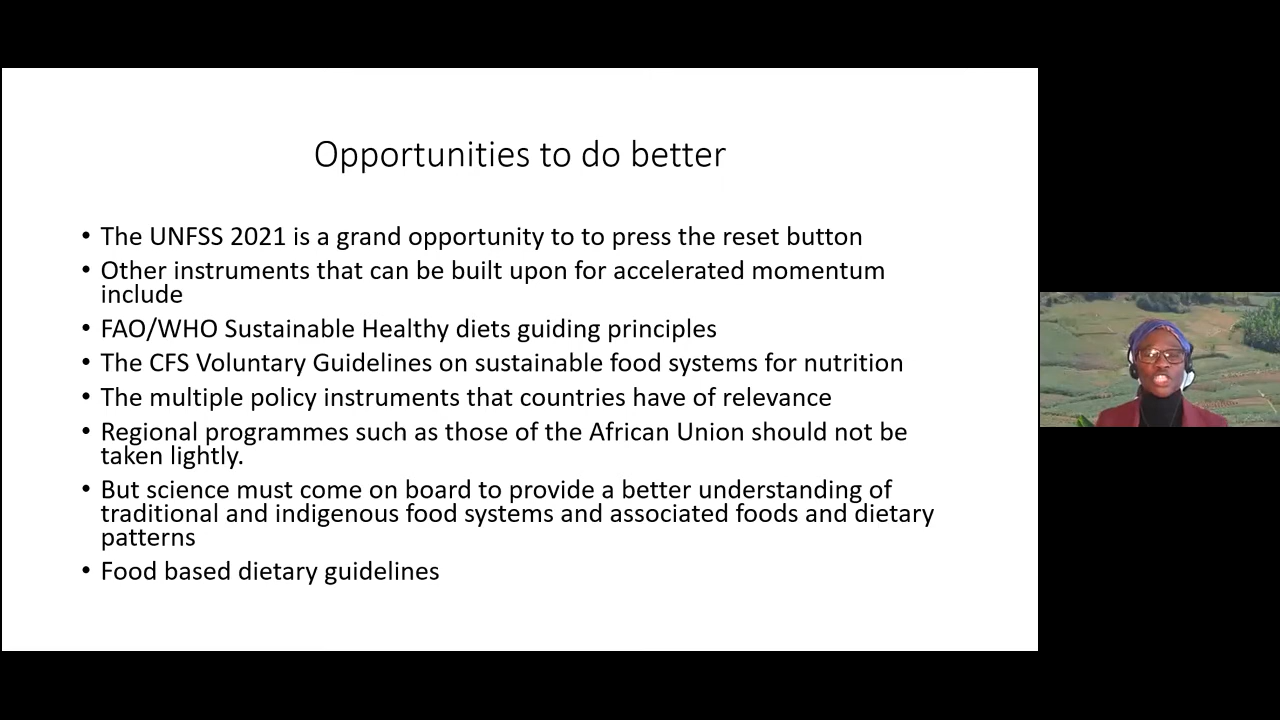 Opportunities to do better
• The UNFSS 2021 is a grand opportunity to to press the reset button
• Other instruments that can be built upon for accelerated momentum
include
• FAO/WHO Sustainable Healthy diets guiding principles
• The CFS Voluntary Guidelines on sustainable food systems for nutrition
• The multiple policy instruments that countries have of relevance
• Regional programmes such as those of the African Union should not be
taken lightly.
• But science must come on board to provide a better understanding of
traditional and indigenous food systems and associated foods and dietary
patterns
• Food based dietary guidelines